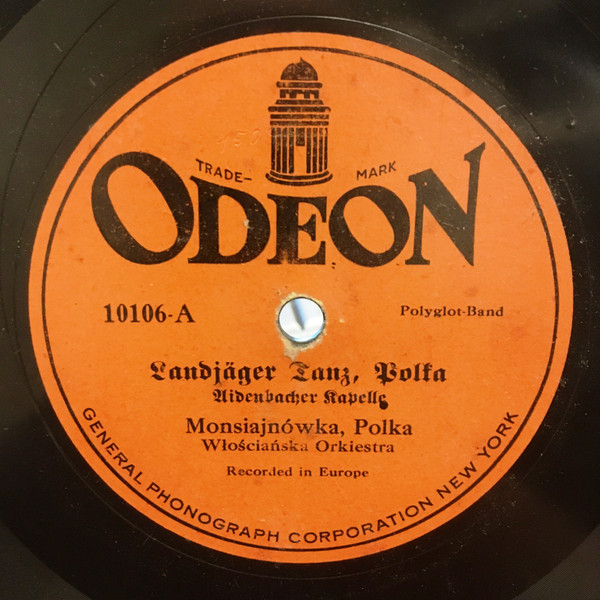 TRADE-MARK
ODEON
10106-A
Polyglot-Band
Landjäger Tanz, Polka
Aidenbacher Kapelle
Monsiajnówka, Polka
Włościańska Orkiestra
Recorded in Europe
GENERAL PHONOGRAPH CORPORATION NEW YORK